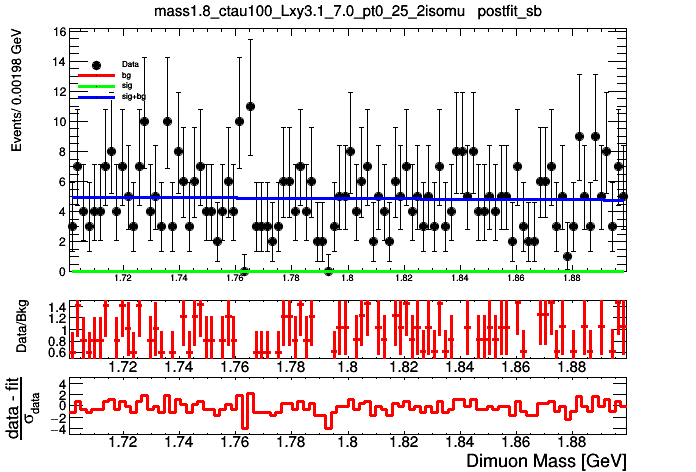 mass1.8_ctau100_Lxy3.1_7.0_pt0_25_2isomu postfit_sb
Events/ 0.00198 GeV
16
14
12
10
8
6
4
2
0
Data
bg
sig
sig+bg
1.72 1.74 1.76 1.78 1.8 1.82 1.84 1.86 1.88
Data/Bkg
1.4
1.2
1
0.8
0.6
1.72 1.74 1.76 1.78 1.8 1.82 1.84 1.86 1.88
data - fit
σdata
4
2
0
−2
−4
1.72 1.74 1.76 1.78 1.8 1.82 1.84 1.86 1.88
Dimuon Mass [GeV]